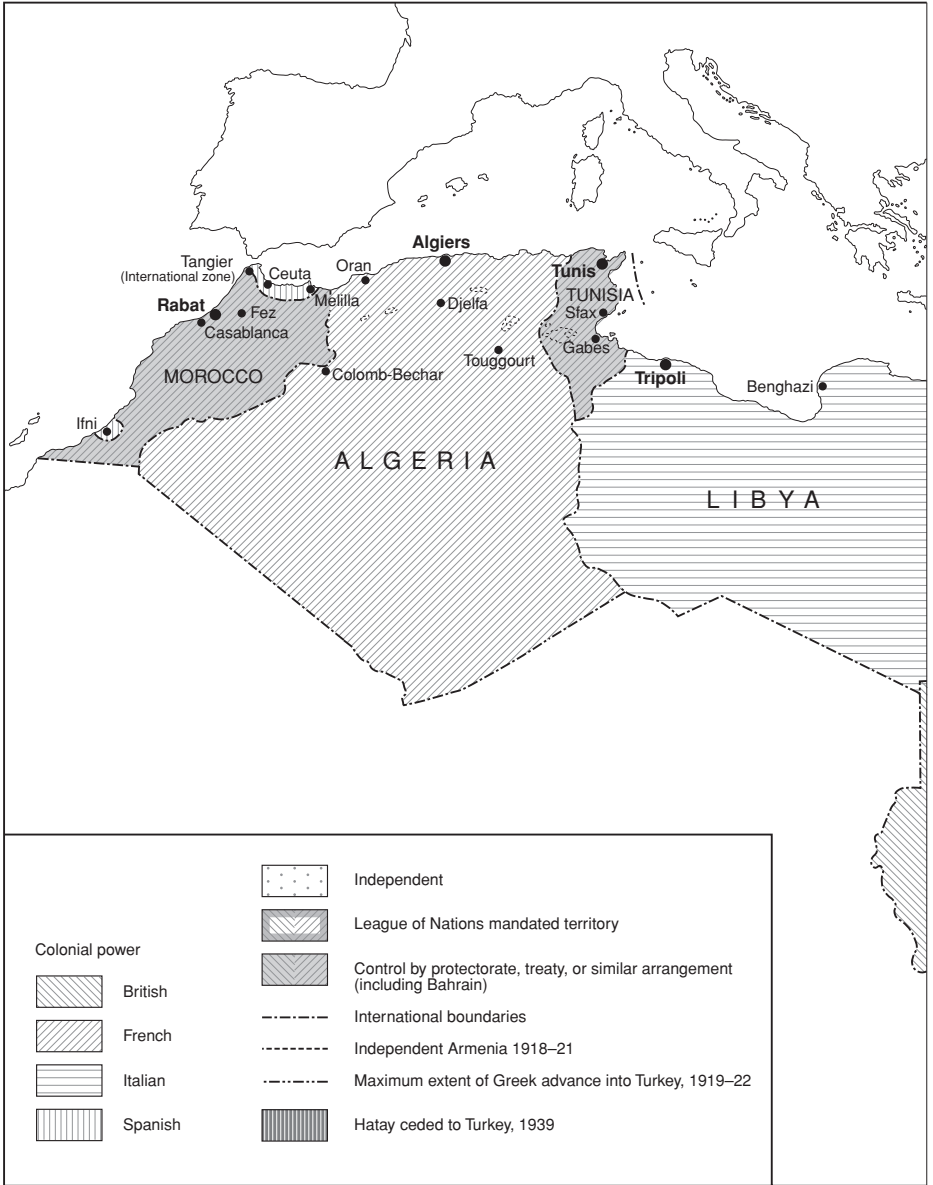 Algiers
Tangier
(International zone)
Ceuta
Oran
Tunis
Melilla
TUNISIA
Rabat
Fez
Djelfa
Sfax
Casablanca
Gabes
Touggourt
MOROCCO
Colomb-Bechar
Tripoli
Benghazi
Ifni
ALGERIA
LIBYA
Colonial power
British
French
Italian
Spanish
Independent
League of Nations mandated territory
Control by protectorate, treaty, or similar arrangement
(including Bahrain)
International boundaries
Independent Armenia 1918–21
Maximum extent of Greek advance into Turkey, 1919–22
Hatay ceded to Turkey, 1939